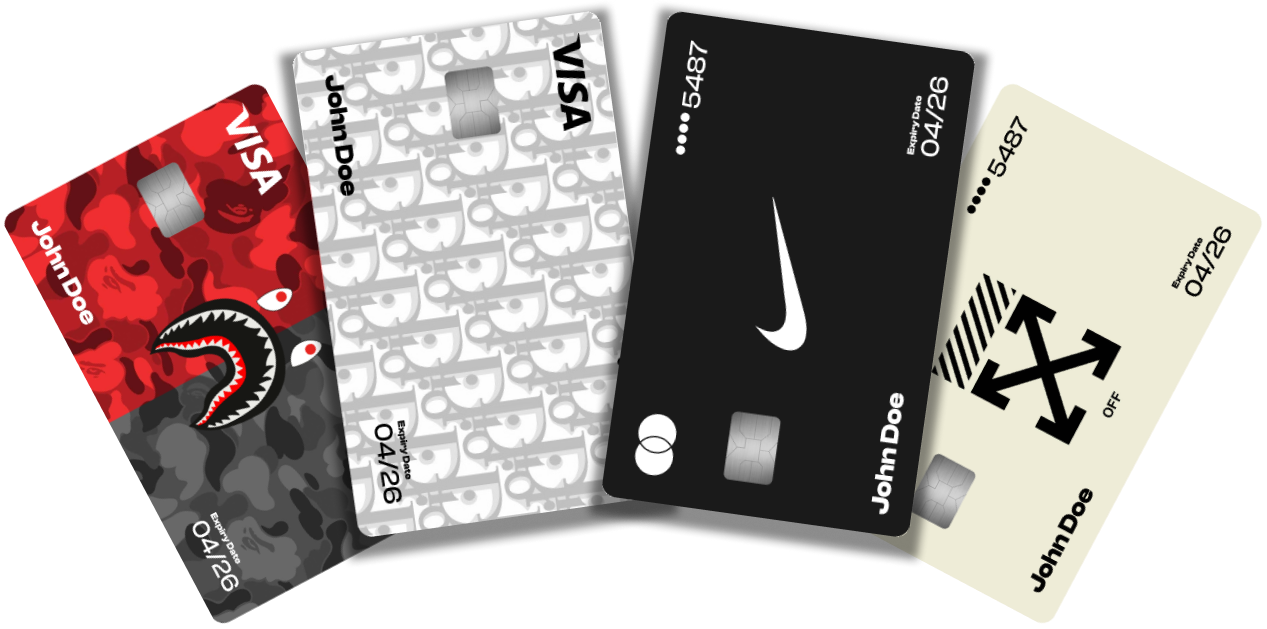 VISA
John Doe
Expiry Date
04/26
VISA
John Doe
Expiry Date
04/26
•••• 5487
Expiry Date
04/26
John Doe
•••• 5487
Expiry Date
04/26
OFF
John Doe